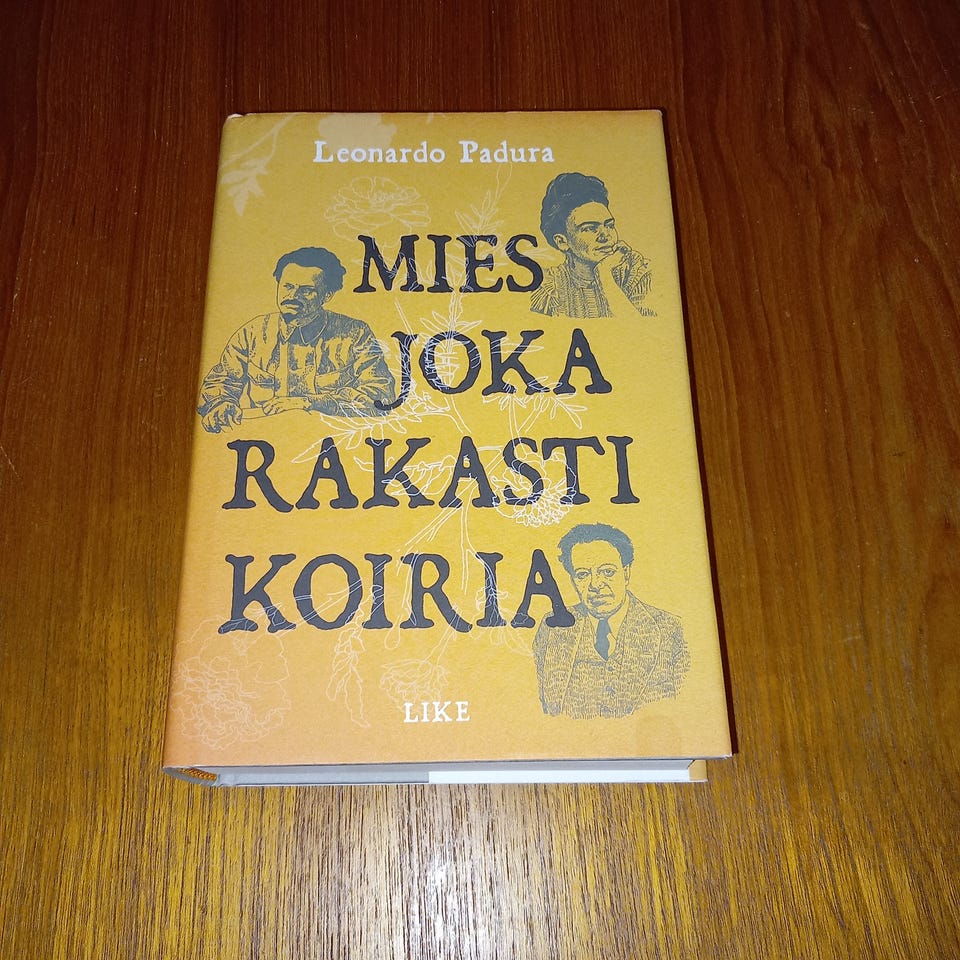 Leonardo Padura
MIES
JOKA
RAKASTI
KOIRIA
LIKE